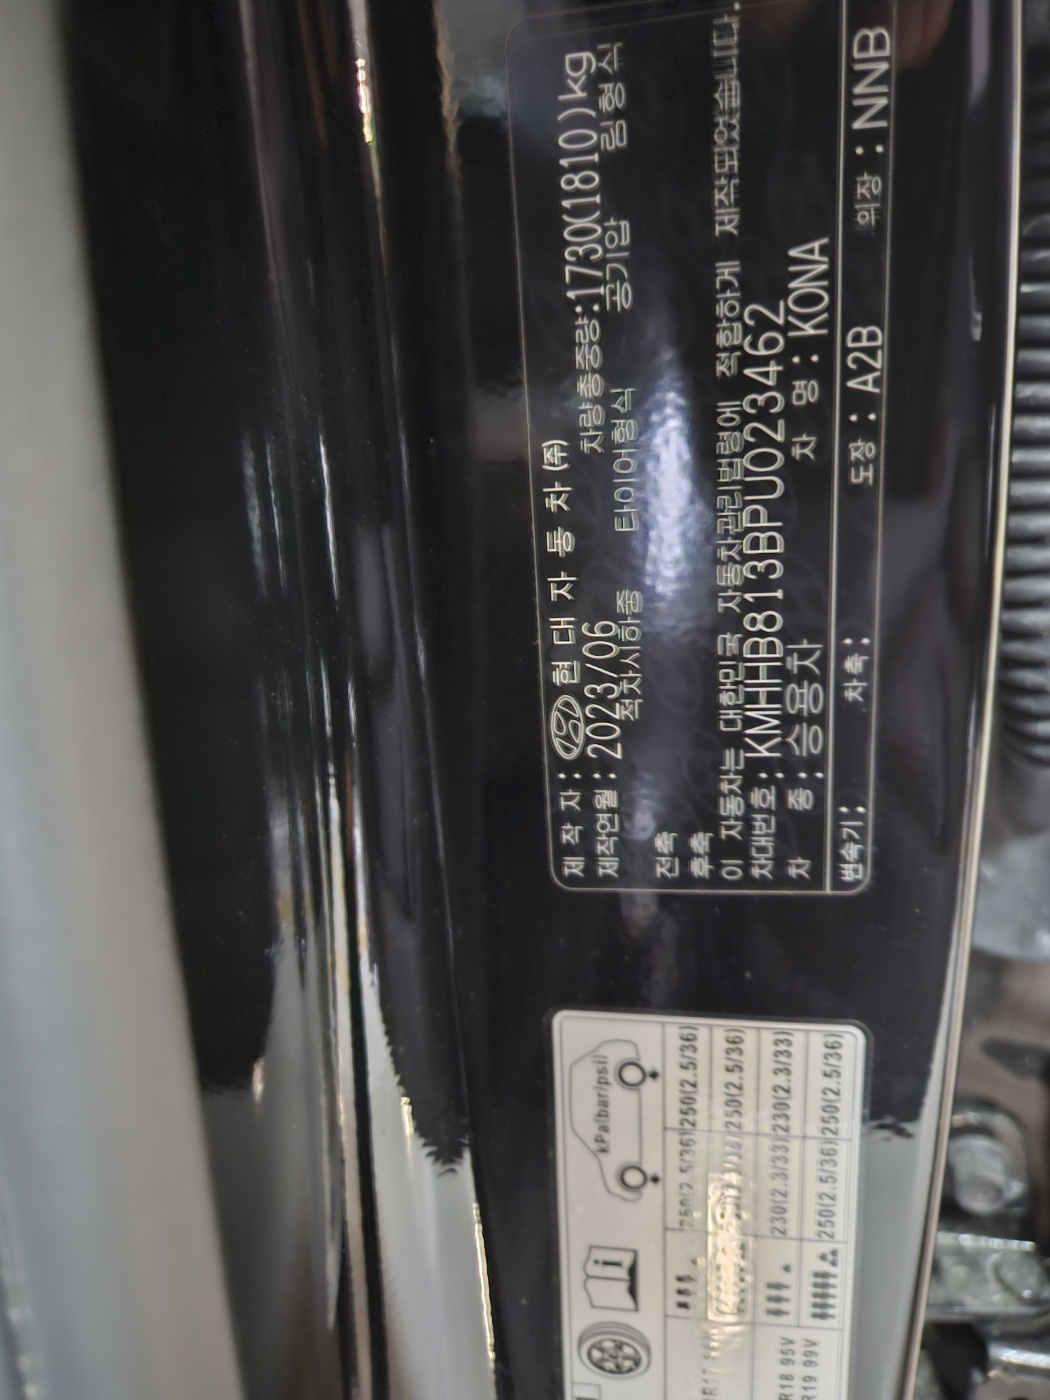 제 작 자 : 현 대 자 동 차 (주)
제작연월 : 2023/06 차량총중량:1730(1810)kg
적차시하중 타이어형식 공기압 림형식
전축
후축
이 자동차는 대한민국 자동차관리법령에 적합하게 제작되었습니다.
차대번호 : KMHHB813BPU023462
차 종 : 승용차 차 명 : KONA
변속기 : 차축 : 도장 : A2B 의장 : NNB
kPa(bar/psi)
R17 250(2.5/36) 250(2.5/36)
250(2.5/36)
R18 95V 230(2.3/33) 230(2.3/33)
R19 99V 250(2.5/36) 250(2.5/36)